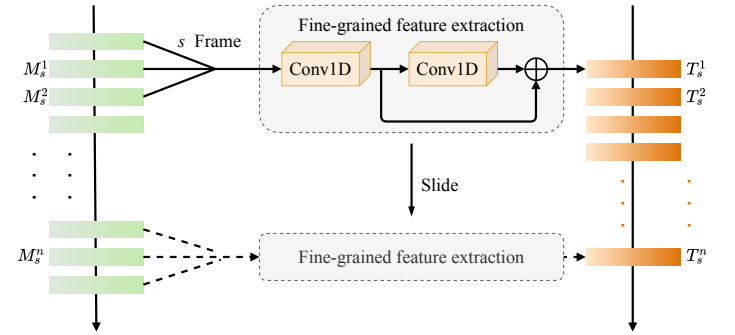 Fine-grained feature extraction
s Frame
Conv1D
Conv1D
M_s^1
T_s^1
M_s^2
T_s^2
Slide
M_s^n
Fine-grained feature extraction
T_s^n